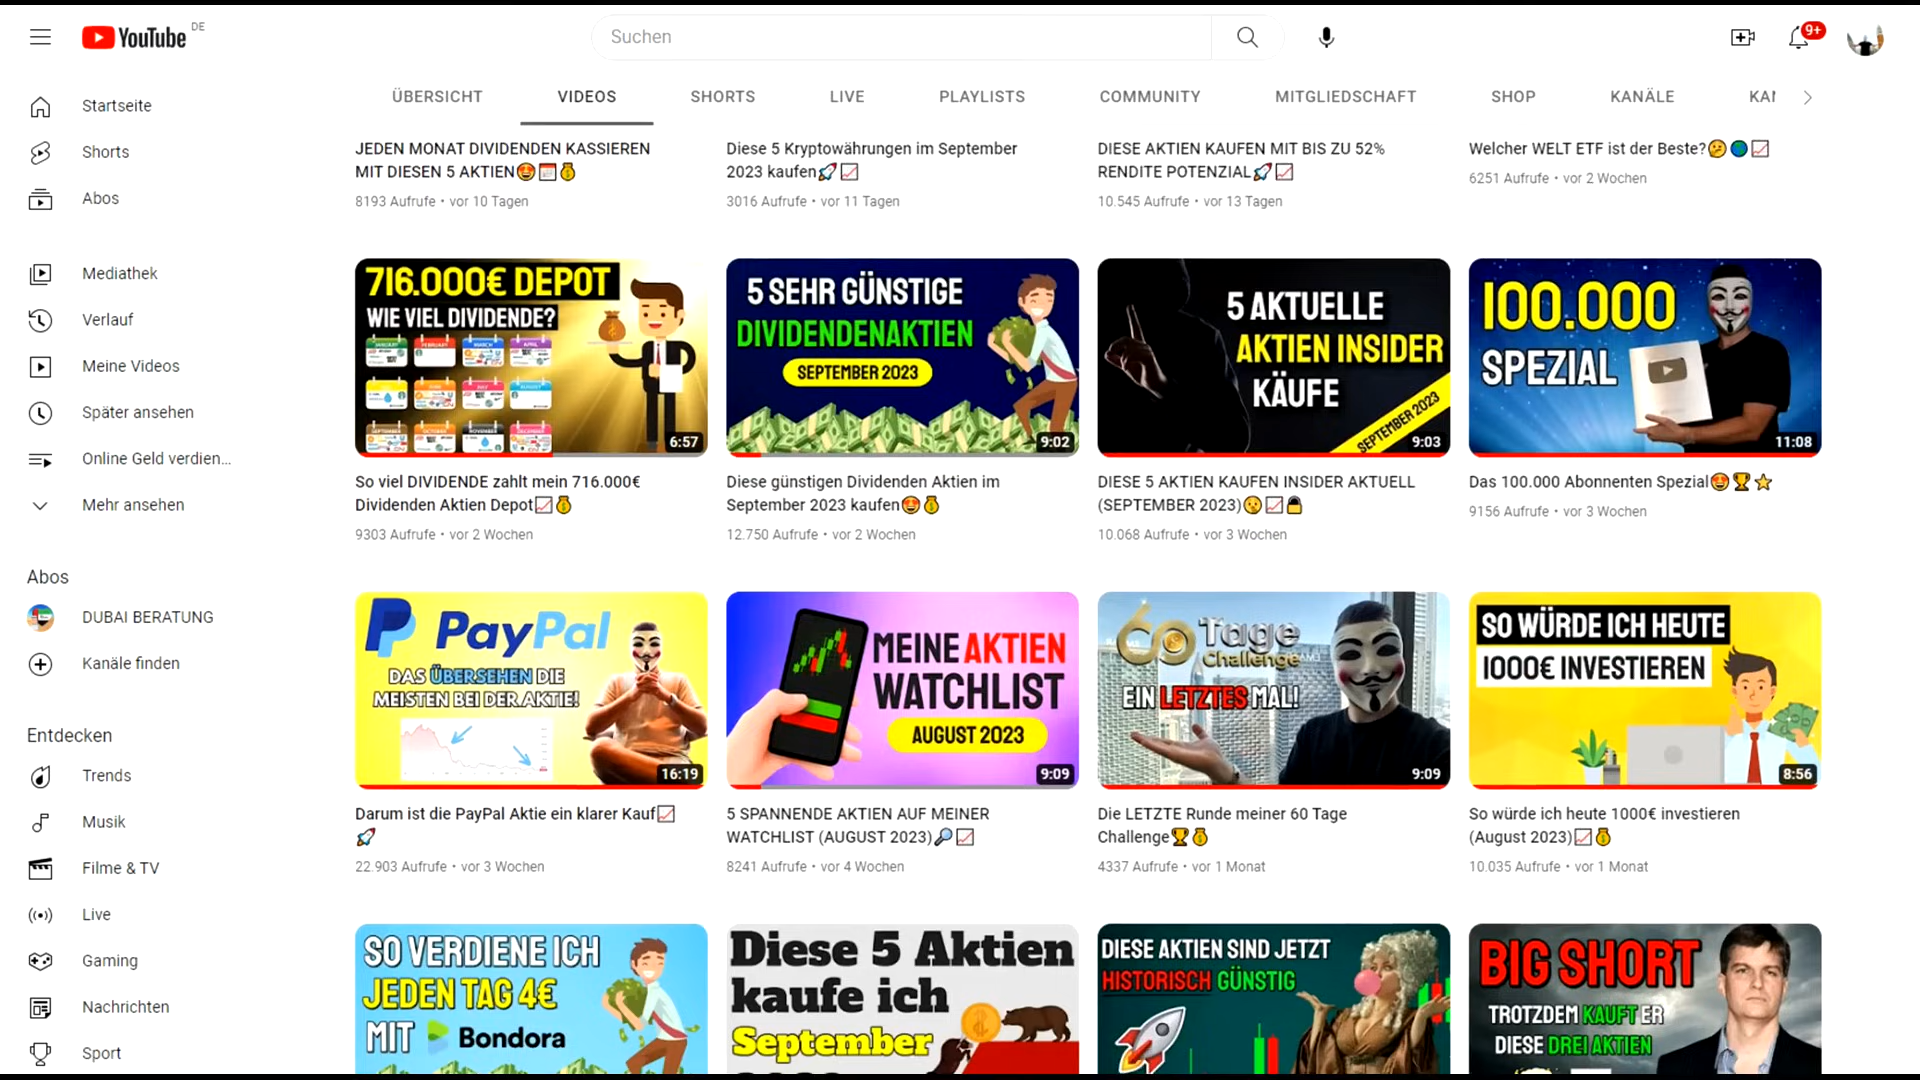 YouTube DE
Suchen
9+
Startseite
Shorts
Abos
Mediathek
Verlauf
Meine Videos
Später ansehen
Online Geld verdien...
Mehr ansehen
Abos
DUBAI BERATUNG
Kanäle finden
Entdecken
Trends
Musik
Filme & TV
Live
Gaming
Nachrichten
Sport
ÜBERSICHT VIDEOS SHORTS LIVE PLAYLISTS COMMUNITY MITGLIEDSCHAFT SHOP KANÄLE
JEDEN MONAT DIVIDENDEN KASSIEREN
MIT DIESEN 5 AKTIEN🤩📅💰
8193 Aufrufe • vor 10 Tagen
Diese 5 Kryptowährungen im September
2023 kaufen🚀📈
3016 Aufrufe • vor 11 Tagen
DIESE AKTIEN KAUFEN MIT BIS ZU 52%
RENDITE POTENZIAL🚀📈
10.545 Aufrufe • vor 13 Tagen
Welcher WELT ETF ist der Beste?🤔🌍📈
6251 Aufrufe • vor 2 Wochen
716.000€ DEPOT
WIE VIEL DIVIDENDE?
6:57
So viel DIVIDENDE zahlt mein 716.000€
Dividenden Aktien Depot📈💰
9303 Aufrufe • vor 2 Wochen
5 SEHR GÜNSTIGE
DIVIDENDENAKTIEN
SEPTEMBER 2023
9:02
Diese günstigen Dividenden Aktien im
September 2023 kaufen🤩💰
12.750 Aufrufe • vor 2 Wochen
5 AKTUELLE
AKTIEN INSIDER
KÄUFE
SEPTEMBER 2023
9:03
DIESE 5 AKTIEN KAUFEN INSIDER AKTUELL
(SEPTEMBER 2023)😯📈🔒
10.068 Aufrufe • vor 3 Wochen
100.000
SPEZIAL
11:08
Das 100.000 Abonnenten Spezial🤩🏆⭐
9156 Aufrufe • vor 3 Wochen
PayPal
DAS ÜBERSEHEN DIE
MEISTEN BEI DER AKTIE!
16:19
Darum ist die PayPal Aktie ein klarer Kauf📈
🚀
22.903 Aufrufe • vor 3 Wochen
MEINE AKTIEN
WATCHLIST
AUGUST 2023
9:09
5 SPANNENDE AKTIEN AUF MEINER
WATCHLIST (AUGUST 2023)🔎📈
8241 Aufrufe • vor 4 Wochen
60 Tage
Challenge
EIN LETZTES MAL!
9:09
Die LETZTE Runde meiner 60 Tage
Challenge🏆💰
4337 Aufrufe • vor 1 Monat
SO WÜRDE ICH HEUTE
1000€ INVESTIEREN
8:56
So würde ich heute 1000€ investieren
(August 2023)📈💰
10.035 Aufrufe • vor 1 Monat
SO VERDIENE ICH
JEDEN TAG 4€
MIT Bondora
Diese 5 Aktien
kaufe ich
September
DIESE AKTIEN SIND JETZT
HISTORISCH GÜNSTIG
BIG SHORT
TROTZDEM KAUFT ER
DIESE DREI AKTIEN